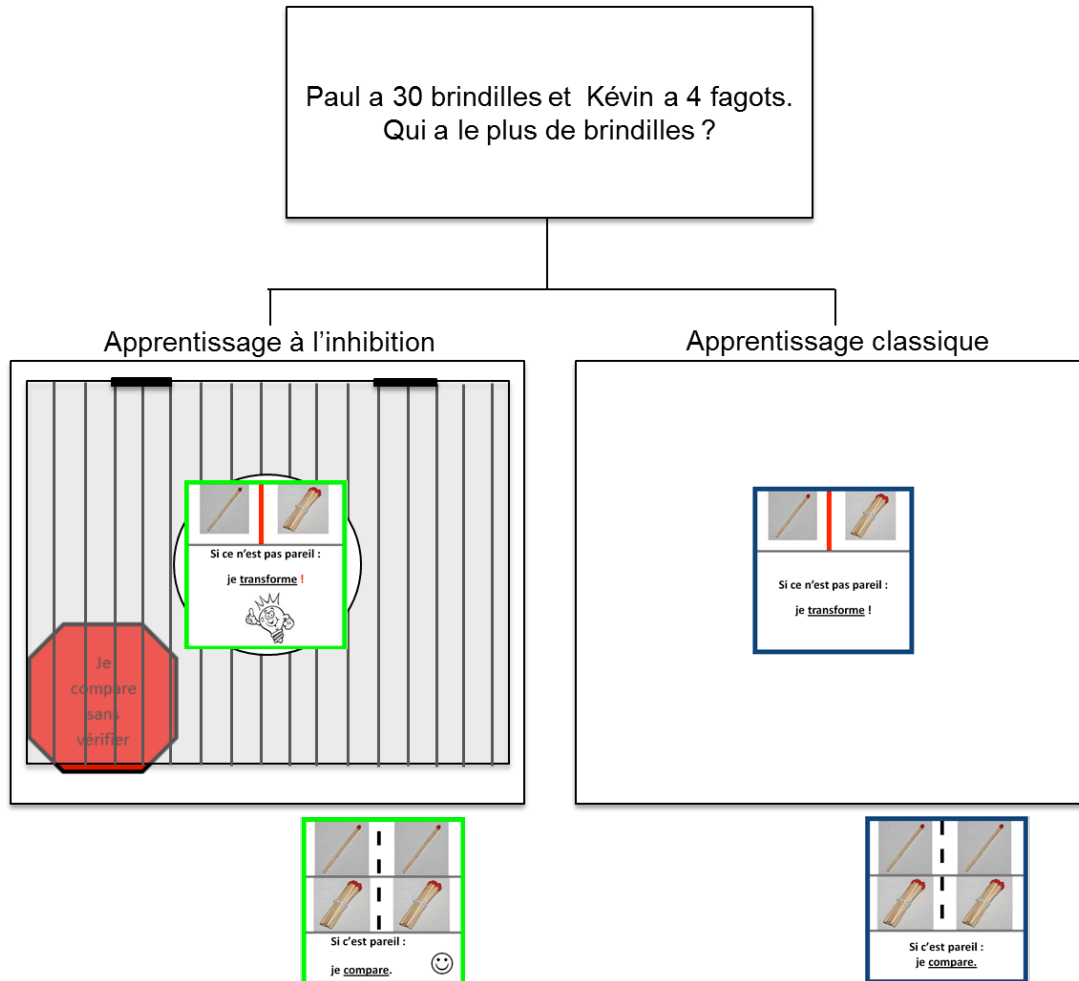 Paul a 30 brindilles et Kévin a 4 fagots.
Qui a le plus de brindilles ?
Apprentissage à l'inhibition
Si ce n'est pas pareil :
je transforme !
Je
compare
sans
vérifier
Si c'est pareil :
je compare.
Apprentissage classique
Si ce n'est pas pareil :
je transforme !
Si c'est pareil :
je compare.